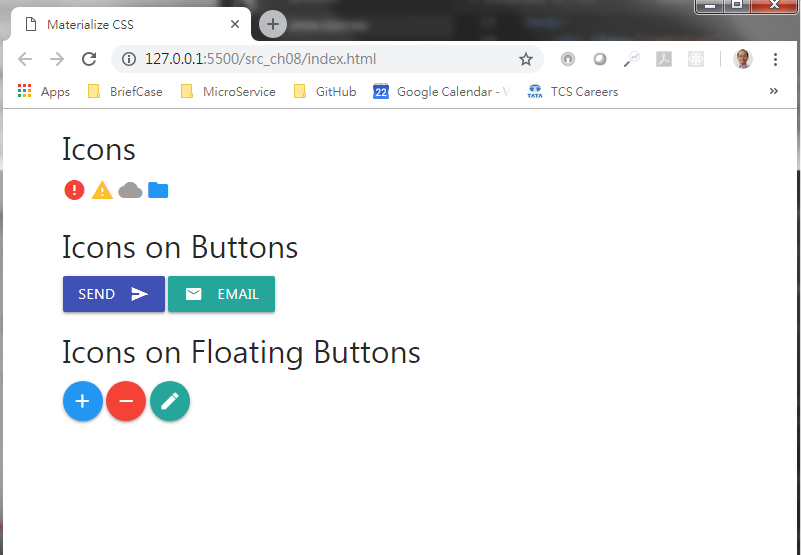 Materialize CSS
127.0.0.1:5500/src_ch08/index.html
Apps BriefCase MicroService GitHub 22 Google Calendar - TATA TCS Careers
Icons
Icons on Buttons
SEND EMAIL
Icons on Floating Buttons